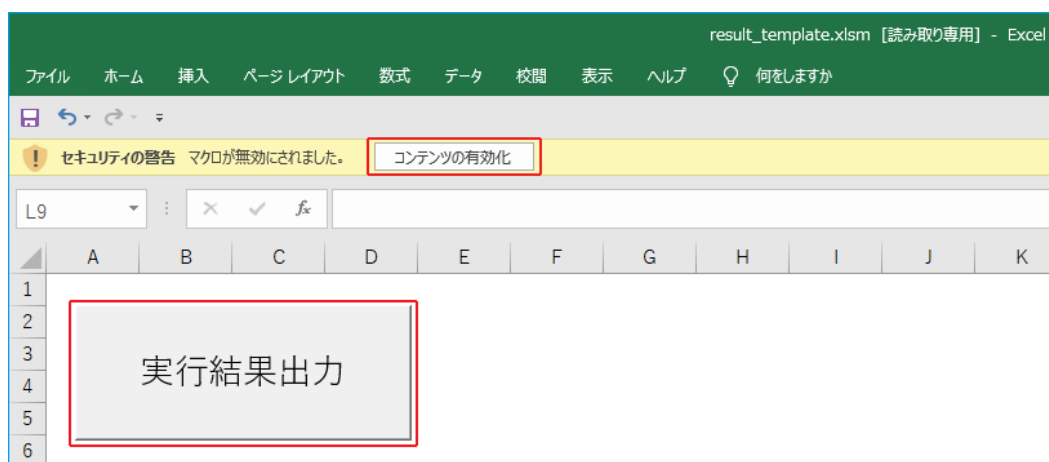 result_template.xlsm [読み取り専用] - Excel
ファイル ホーム 挿入 ページ レイアウト 数式 データ 校閲 表示 ヘルプ 何をしますか
セキュリティの警告 マクロが無効にされました。 コンテンツの有効化
L9 fx
A B C D E F G H I J K
1
2
3
実行結果出力
4
5
6